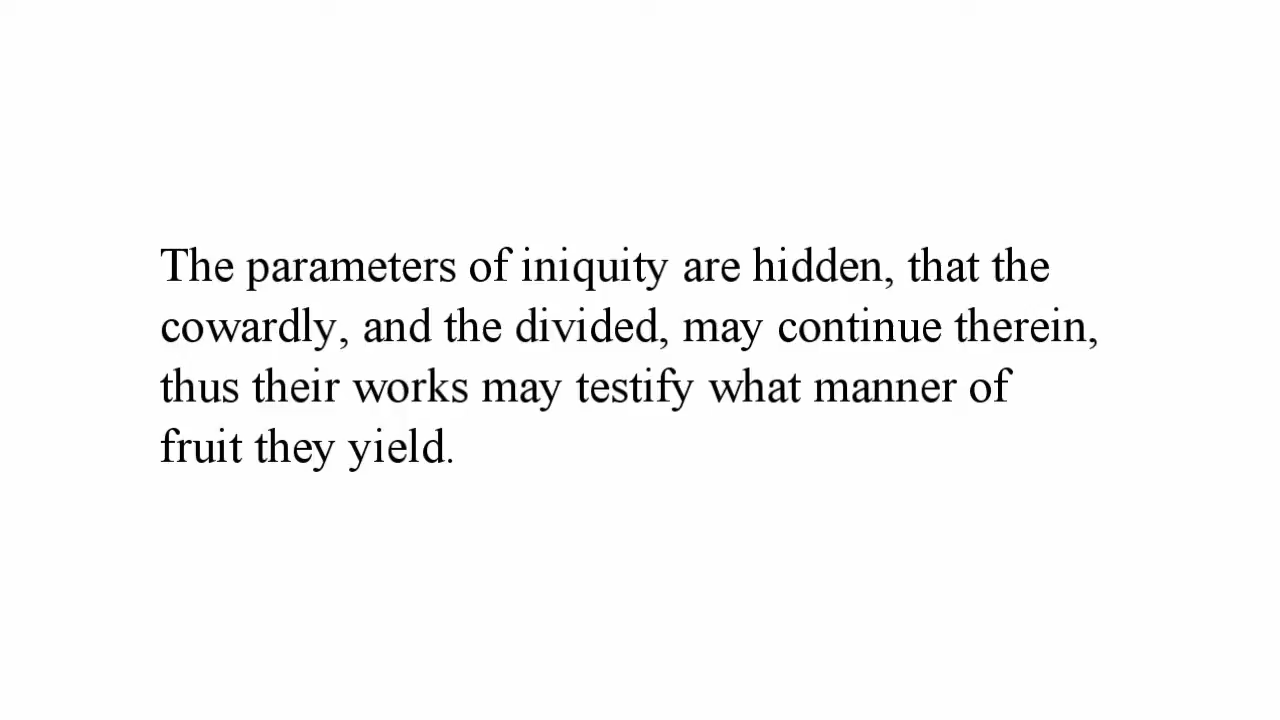 The parameters of iniquity are hidden, that the
cowardly, and the divided, may continue therein,
thus their works may testify what manner of
fruit they yield.